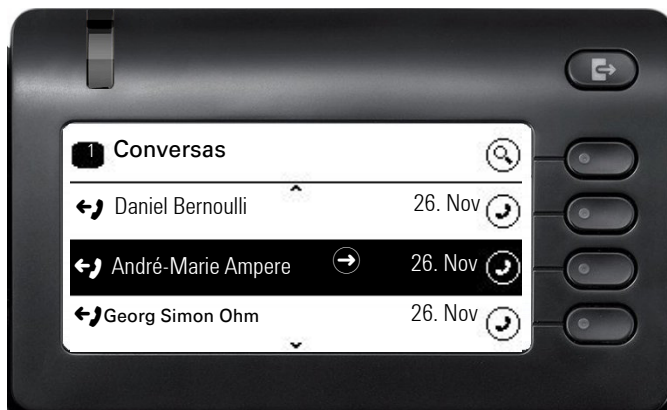 1 Conversas
Daniel Bernoulli 26. Nov
André-Marie Ampere 26. Nov
Georg Simon Ohm 26. Nov